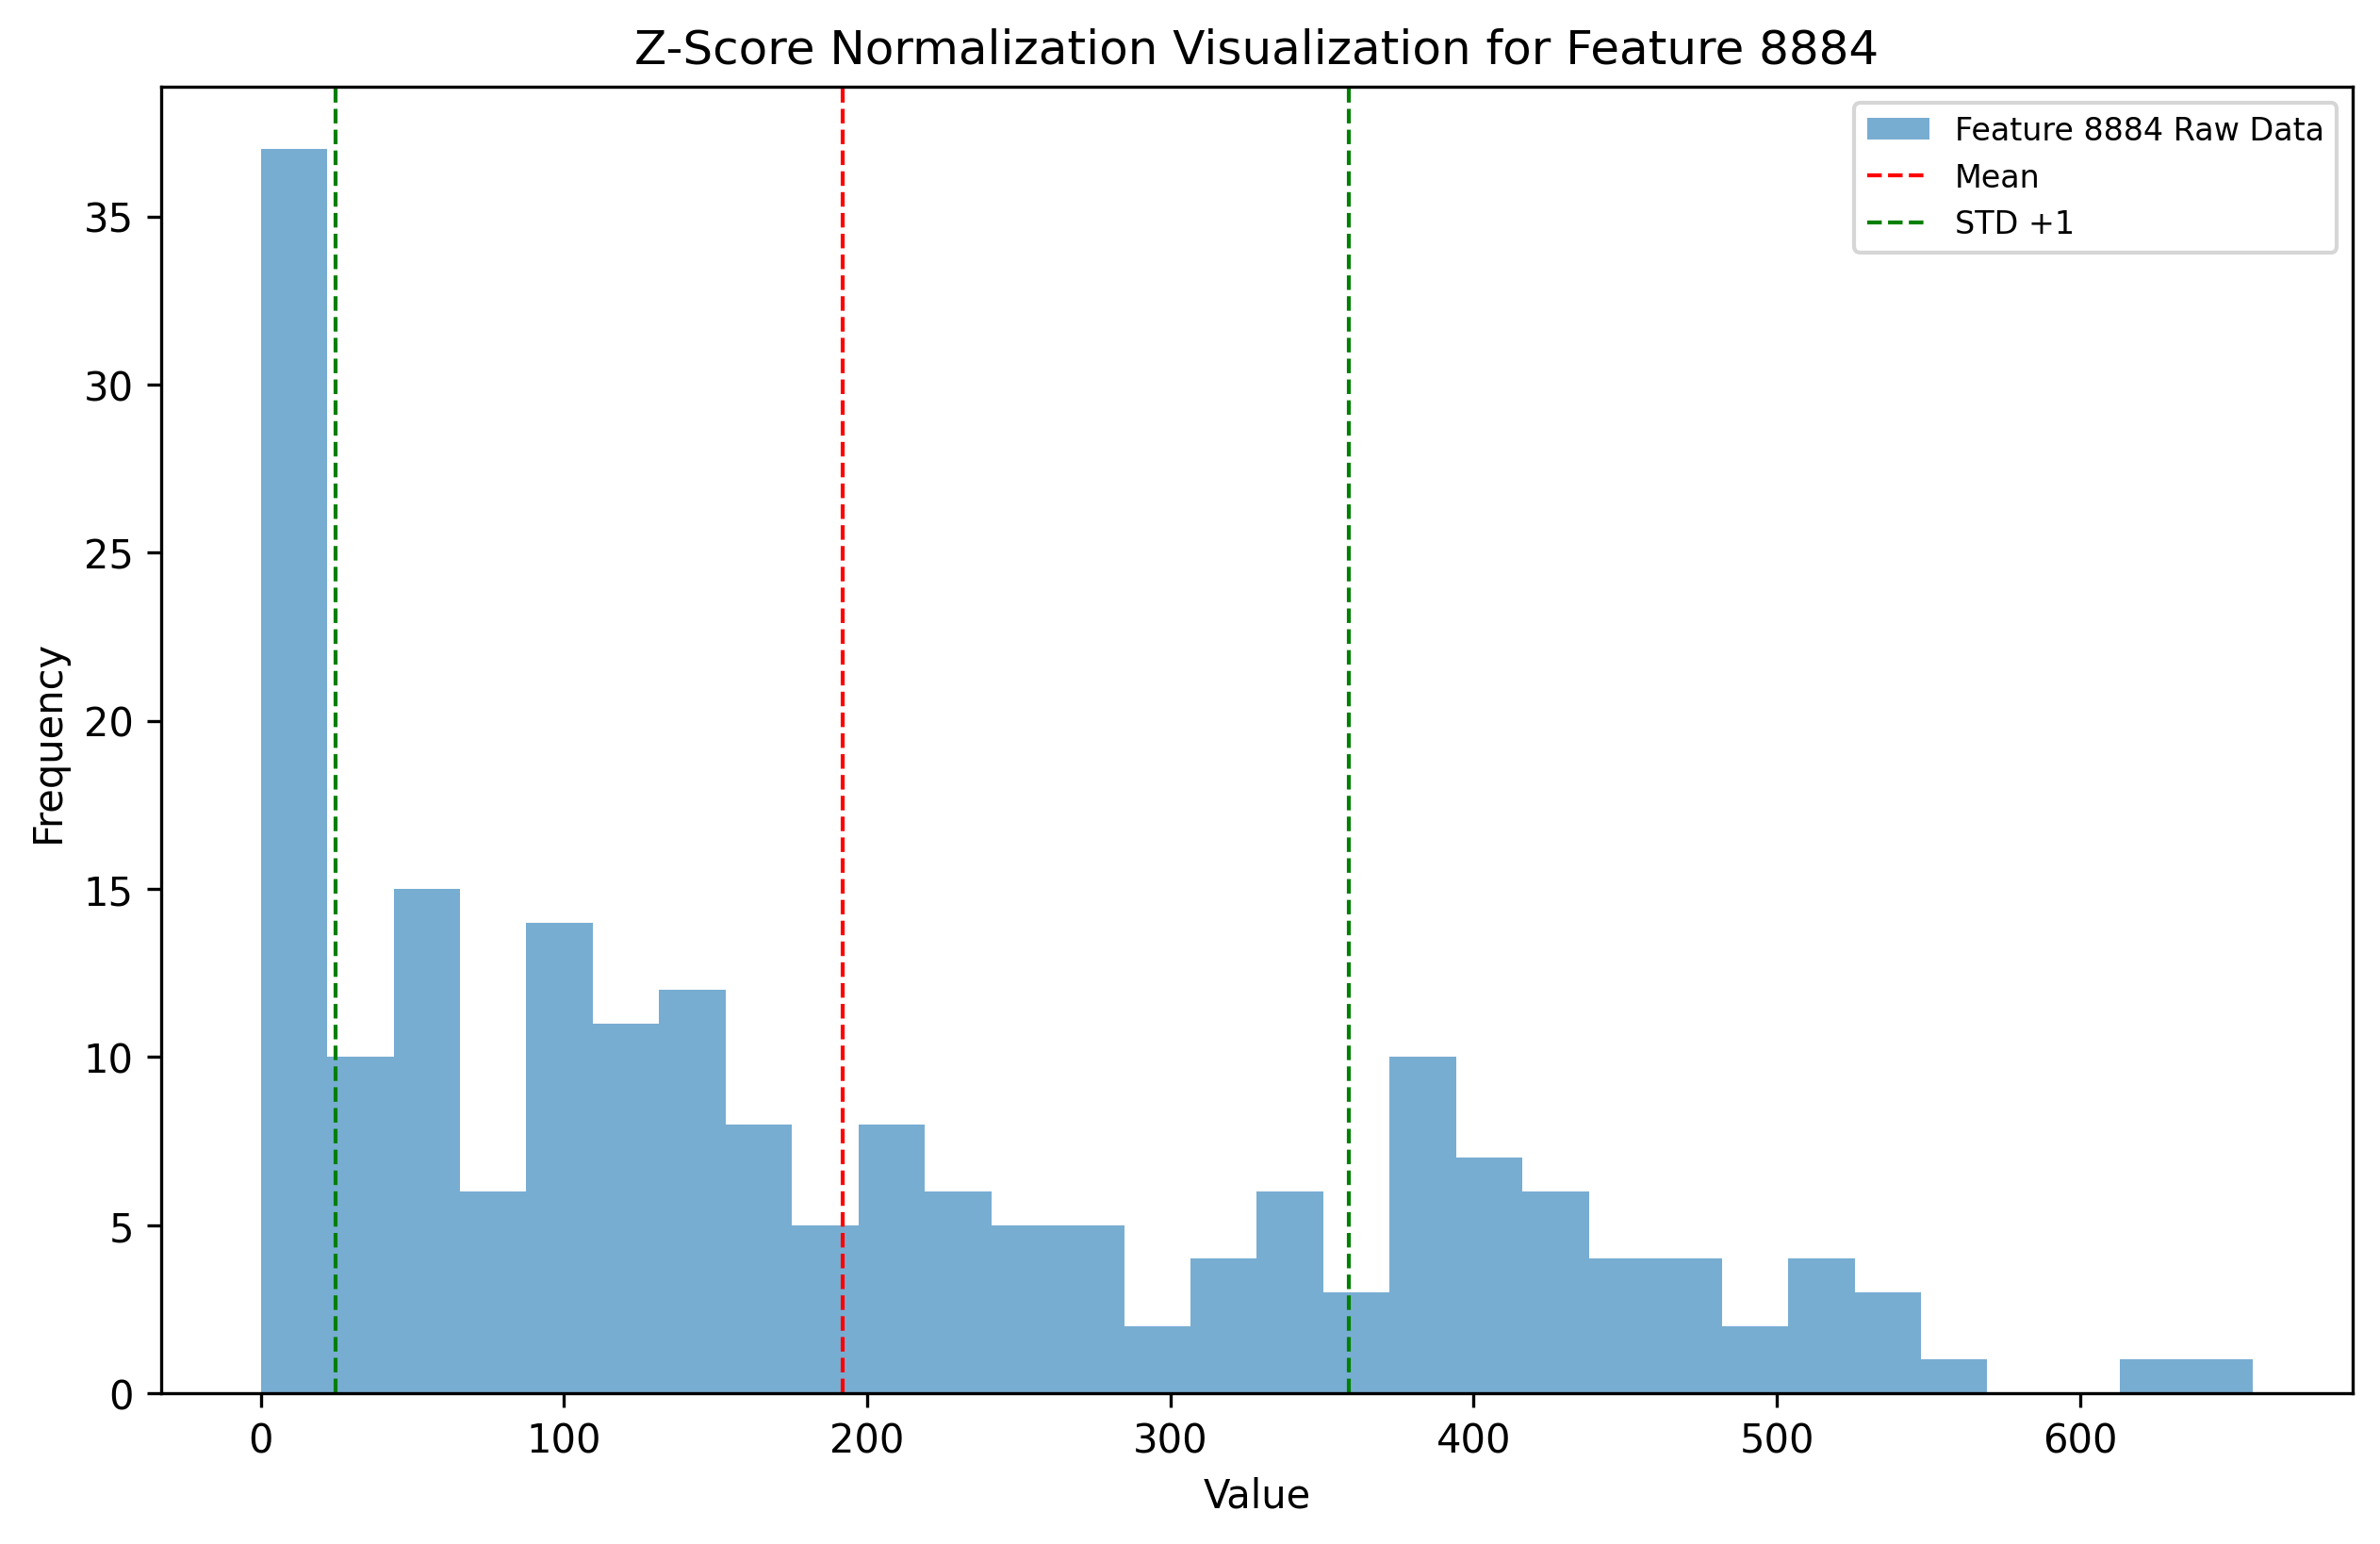 Z-Score Normalization Visualization for Feature 8884
Feature 8884 Raw Data
Mean
STD +1
Frequency
35
30
25
20
15
10
5
0
0 100 200 300 400 500 600
Value